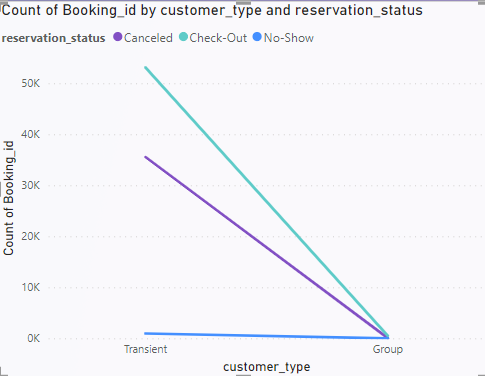 Count of Booking_id by customer_type and reservation_status
reservation_status Canceled Check-Out No-Show
50K
40K
30K
20K
10K
0K
Count of Booking_id
Transient Group
customer_type